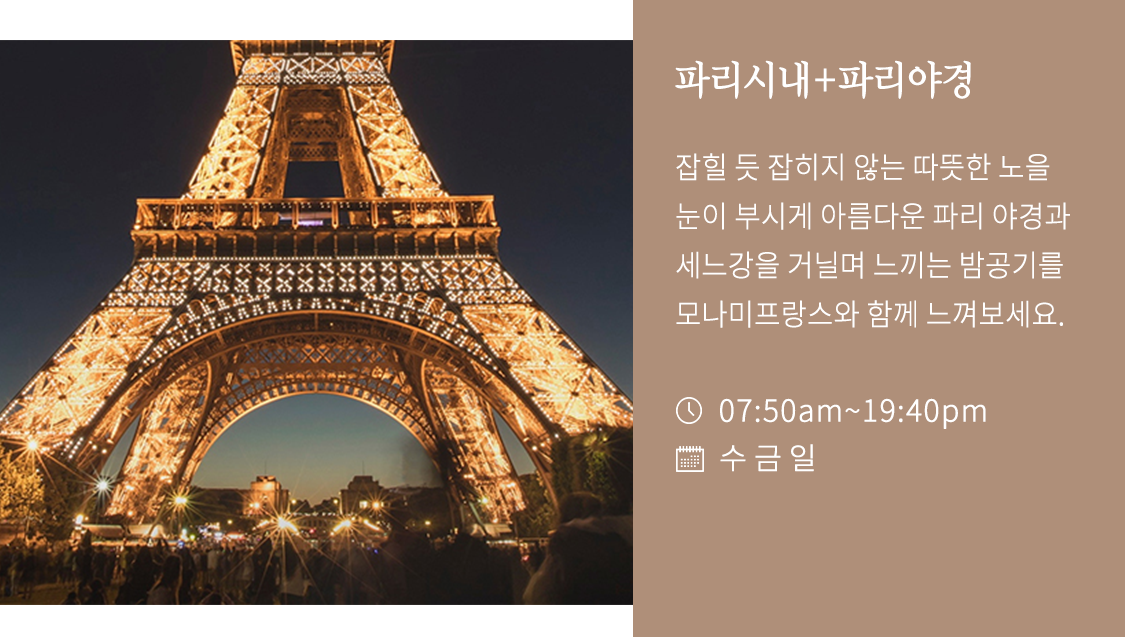 파리시내+파리야경
잡힐 듯 잡히지 않는 따뜻한 노을
눈이 부시게 아름다운 파리 야경과
세느강을 거닐며 느끼는 밤공기를
모나미프랑스와 함께 느껴보세요.
07:50am~19:40pm
수 금 일